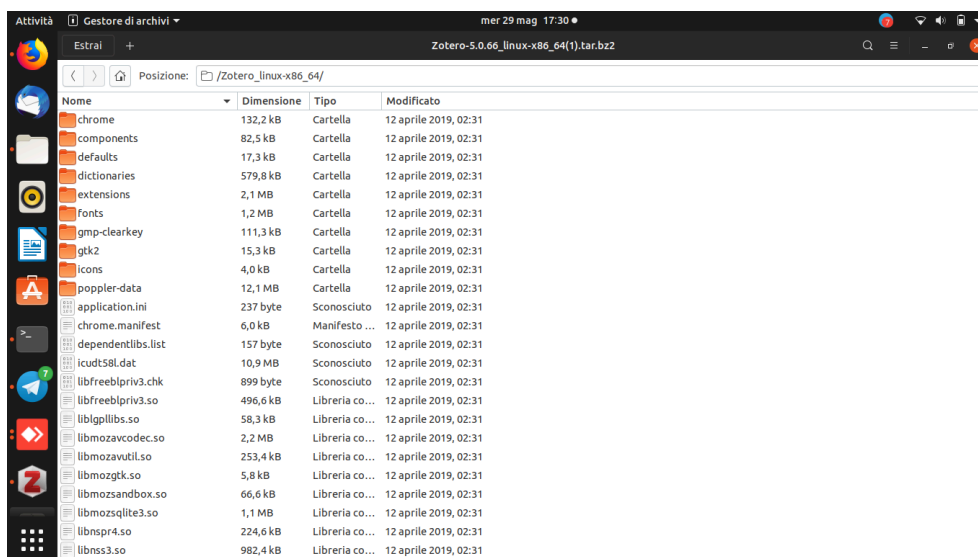 Attività Gestore di archivi mer 29 mag 17:30
7
Estrai + Zotero-5.0.66_linux-x86_64(1).tar.bz2
Posizione: /Zotero_linux-x86_64/
Nome Dimensione Tipo Modificato
chrome 132,2 kB Cartella 12 aprile 2019, 02:31
components 82,5 kB Cartella 12 aprile 2019, 02:31
defaults 17,3 kB Cartella 12 aprile 2019, 02:31
dictionaries 579,8 kB Cartella 12 aprile 2019, 02:31
extensions 2,1 MB Cartella 12 aprile 2019, 02:31
fonts 1,2 MB Cartella 12 aprile 2019, 02:31
gmp-clearkey 111,3 kB Cartella 12 aprile 2019, 02:31
gtk2 15,3 kB Cartella 12 aprile 2019, 02:31
icons 4,0 kB Cartella 12 aprile 2019, 02:31
poppler-data 12,1 MB Cartella 12 aprile 2019, 02:31
application.ini 237 byte Sconosciuto 12 aprile 2019, 02:31
chrome.manifest 6,0 kB Manifesto ... 12 aprile 2019, 02:31
dependentlibs.list 157 byte Sconosciuto 12 aprile 2019, 02:31
icudt58l.dat 10,9 MB Sconosciuto 12 aprile 2019, 02:31
libfreeblpriv3.chk 899 byte Sconosciuto 12 aprile 2019, 02:31
libfreeblpriv3.so 496,6 kB Libreria co... 12 aprile 2019, 02:31
liblgpllibs.so 58,3 kB Libreria co... 12 aprile 2019, 02:31
libmozavcodec.so 2,2 MB Libreria co... 12 aprile 2019, 02:31
libmozavutil.so 253,4 kB Libreria co... 12 aprile 2019, 02:31
libmozgtk.so 5,8 kB Libreria co... 12 aprile 2019, 02:31
libmozsandbox.so 66,6 kB Libreria co... 12 aprile 2019, 02:31
libmozsqlite3.so 1,1 MB Libreria co... 12 aprile 2019, 02:31
libnspr4.so 224,6 kB Libreria co... 12 aprile 2019, 02:31
libnss3.so 982,4 kB Libreria co... 12 aprile 2019, 02:31
7
Z